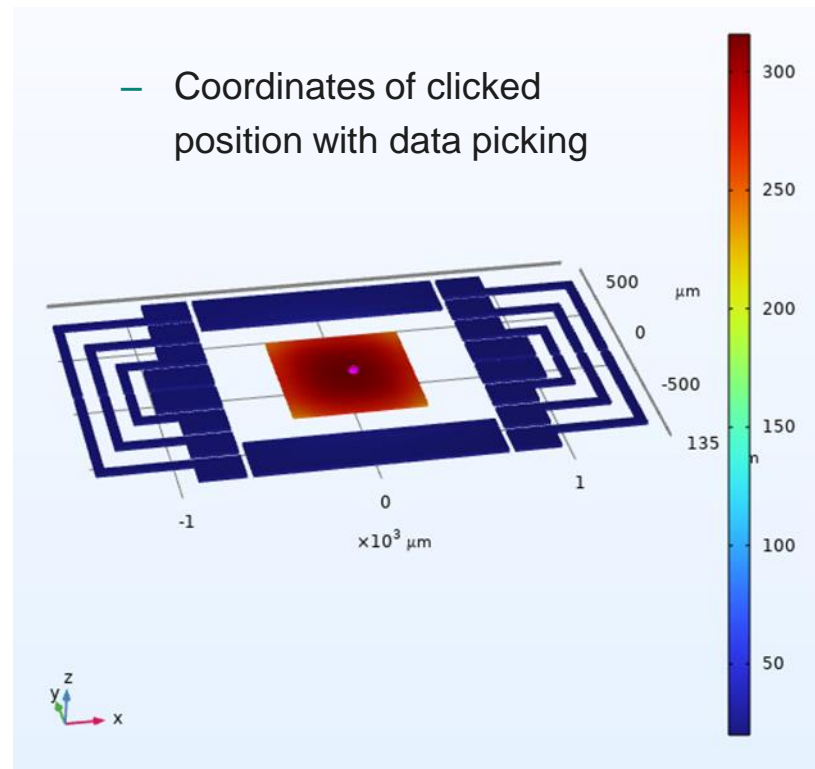 – Coordinates of clicked
position with data picking
300
250
200
150
100
50
500
µm
0
-500
135
m
1
0
-1
×10³ µm
z
y
x